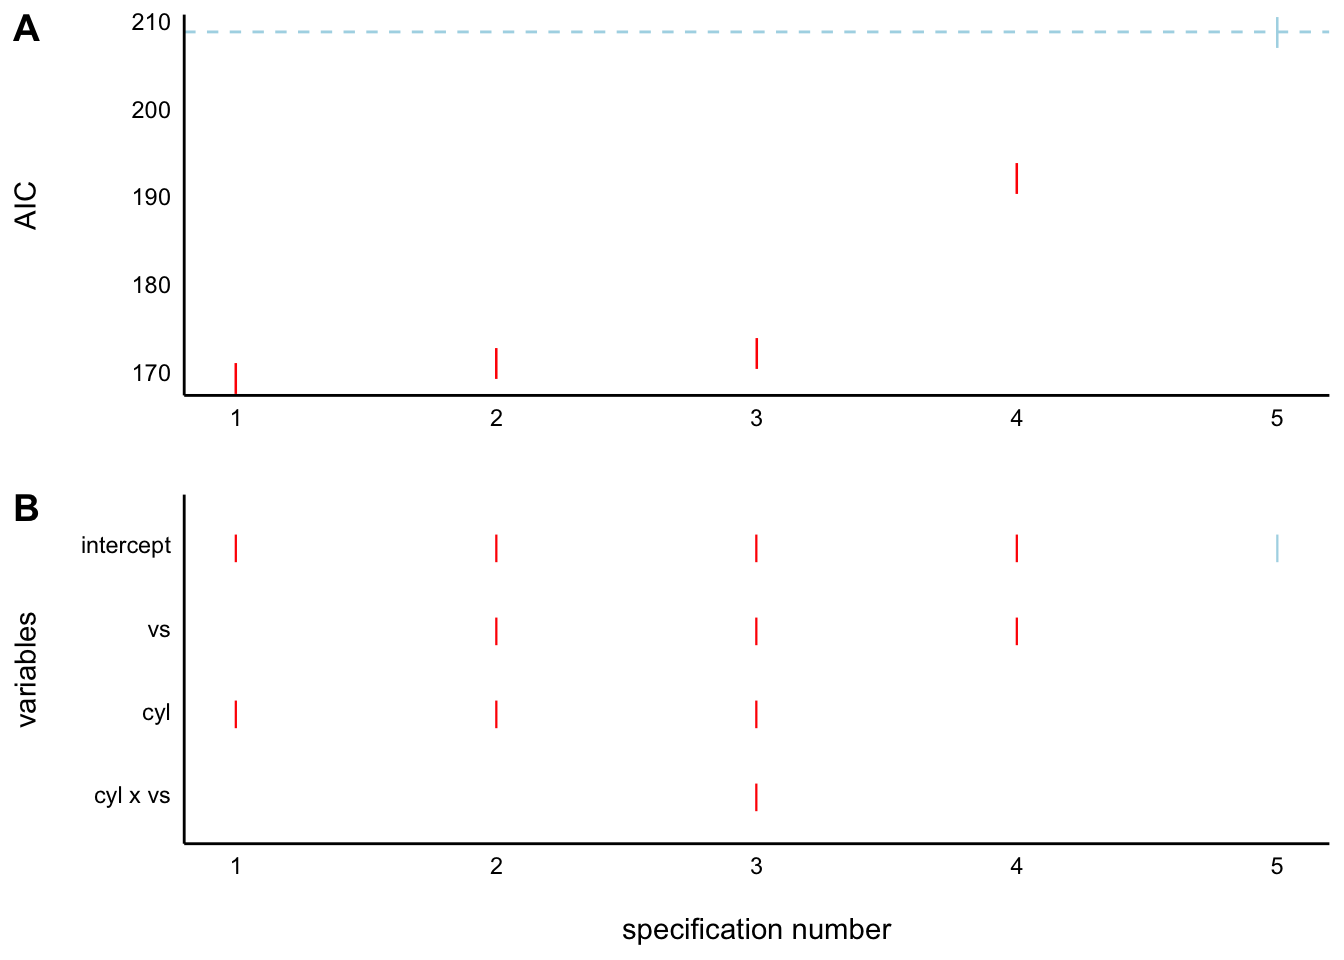 A
210
200
190
180
170
AIC
1 2 3 4 5
B
intercept
vs
cyl
cyl x vs
variables
1 2 3 4 5
specification number